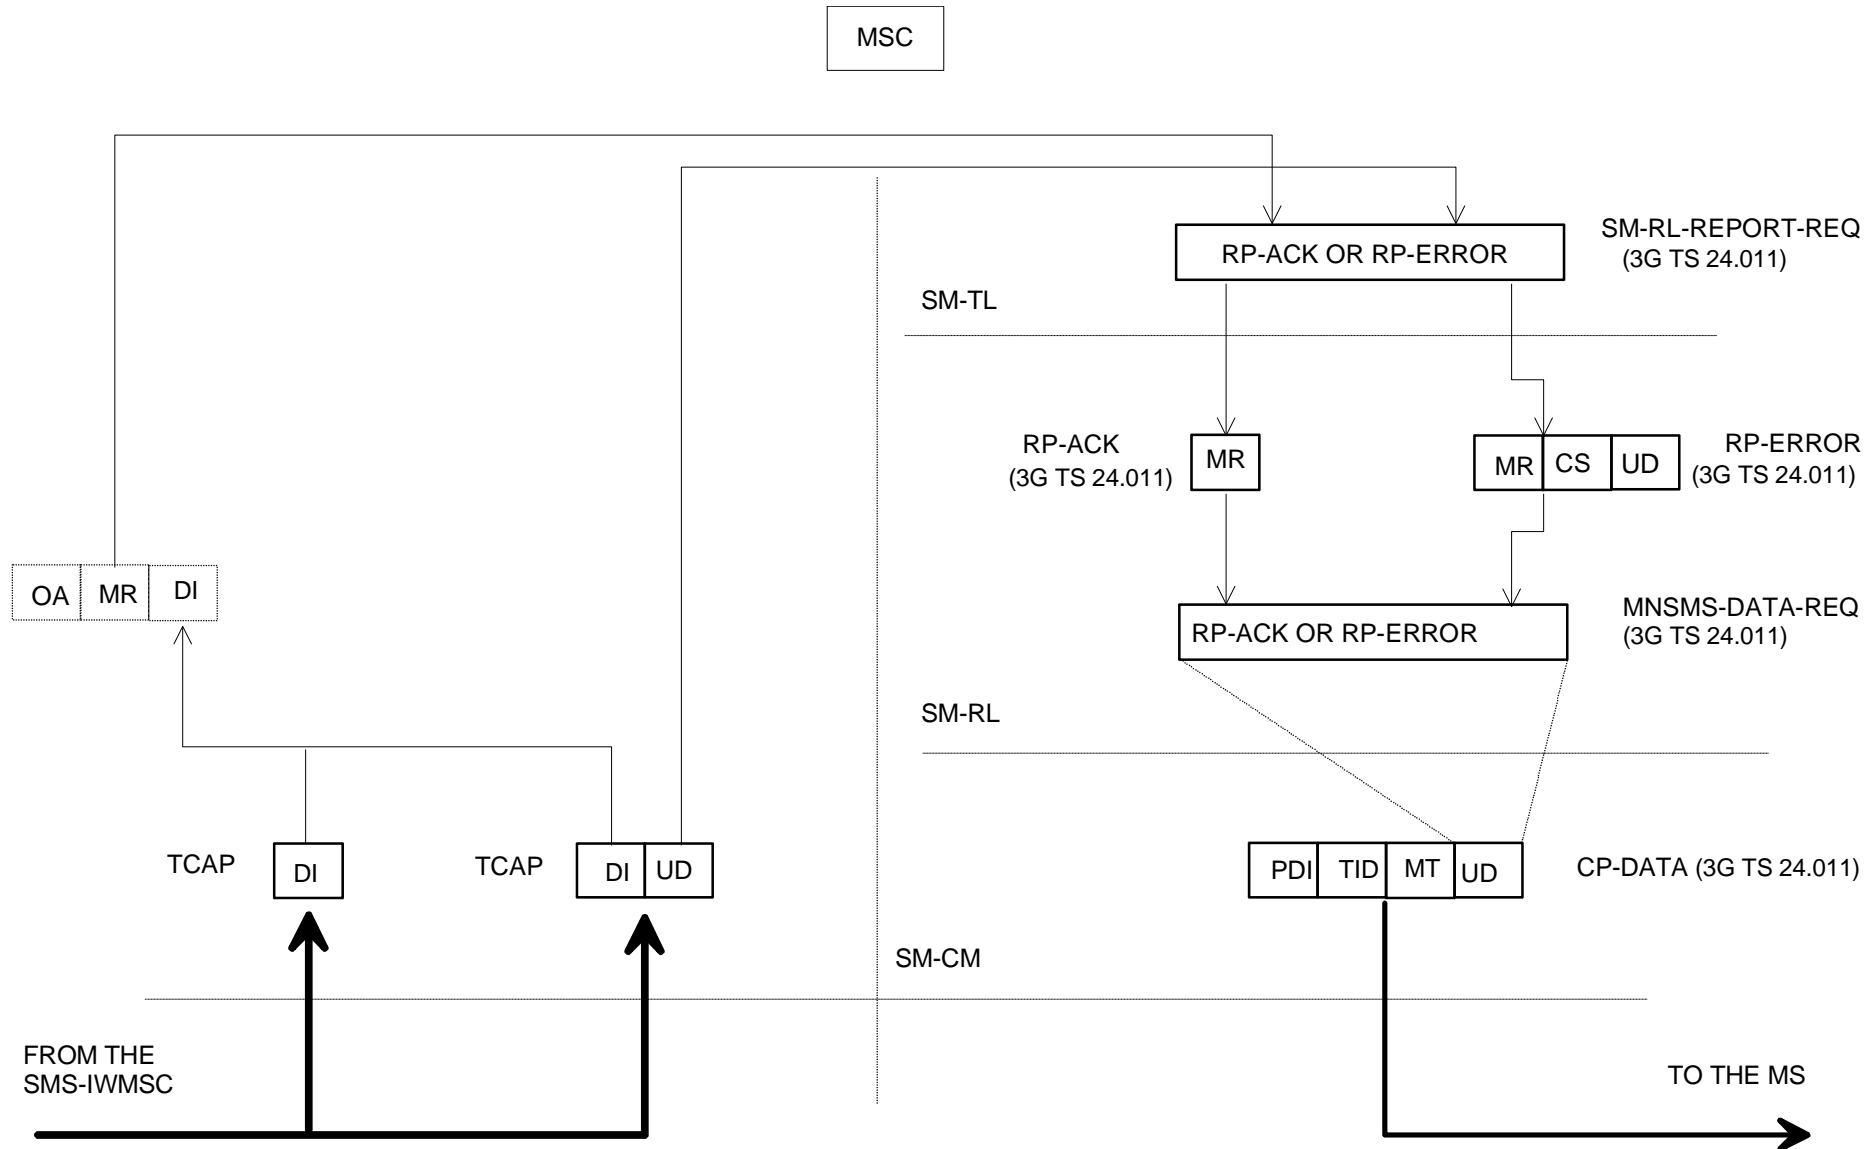 MSC
SM-RL-REPORT-REQ
(3G TS 24.011)
RP-ACK OR RP-ERROR
SM-TL
RP-ACK
(3G TS 24.011)
MR
MR CS UD
RP-ERROR
(3G TS 24.011)
OA MR DI
MNSMS-DATA-REQ
(3G TS 24.011)
RP-ACK OR RP-ERROR
SM-RL
TCAP DI
TCAP DI UD
PDI TID MT UD
CP-DATA (3G TS 24.011)
SM-CM
FROM THE
SMS-IWMSC
TO THE MS